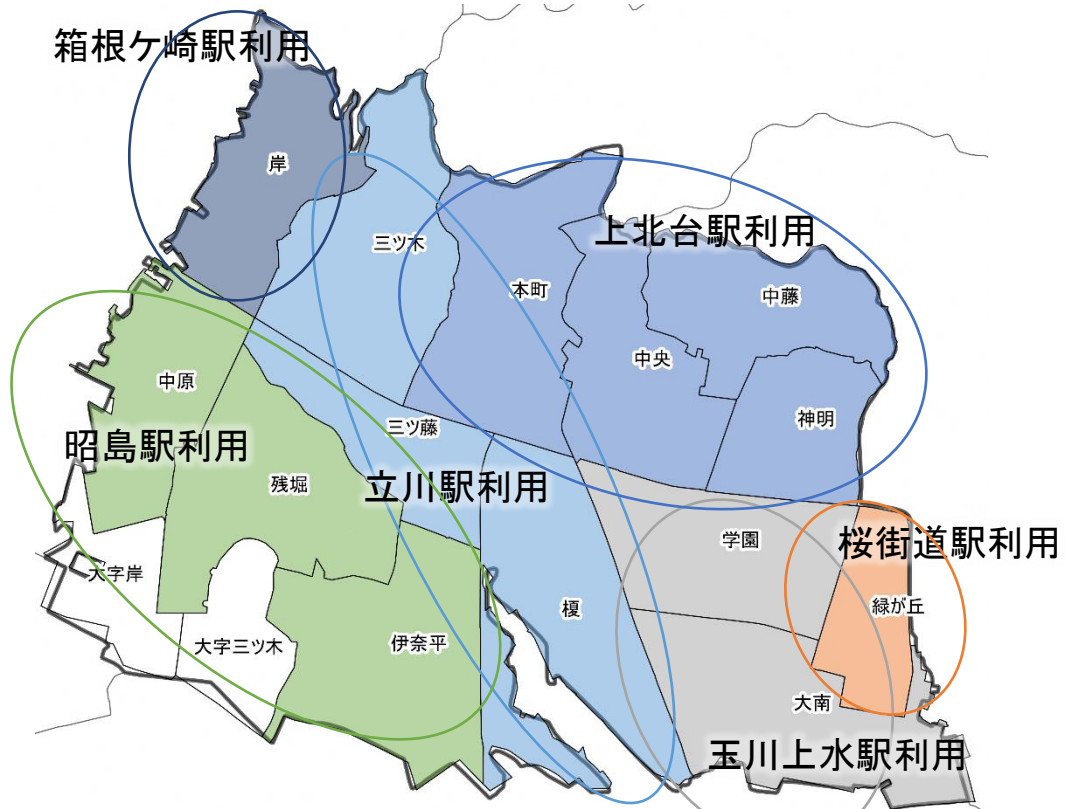 箱根ケ崎駅利用
岸
三ツ木
上北台駅利用
本町
中藤
中央
中原
神明
三ツ藤
昭島駅利用
残堀
立川駅利用
学園
桜街道駅利用
大字岸
榎
緑が丘
大字三ツ木
伊奈平
大南
玉川上水駅利用